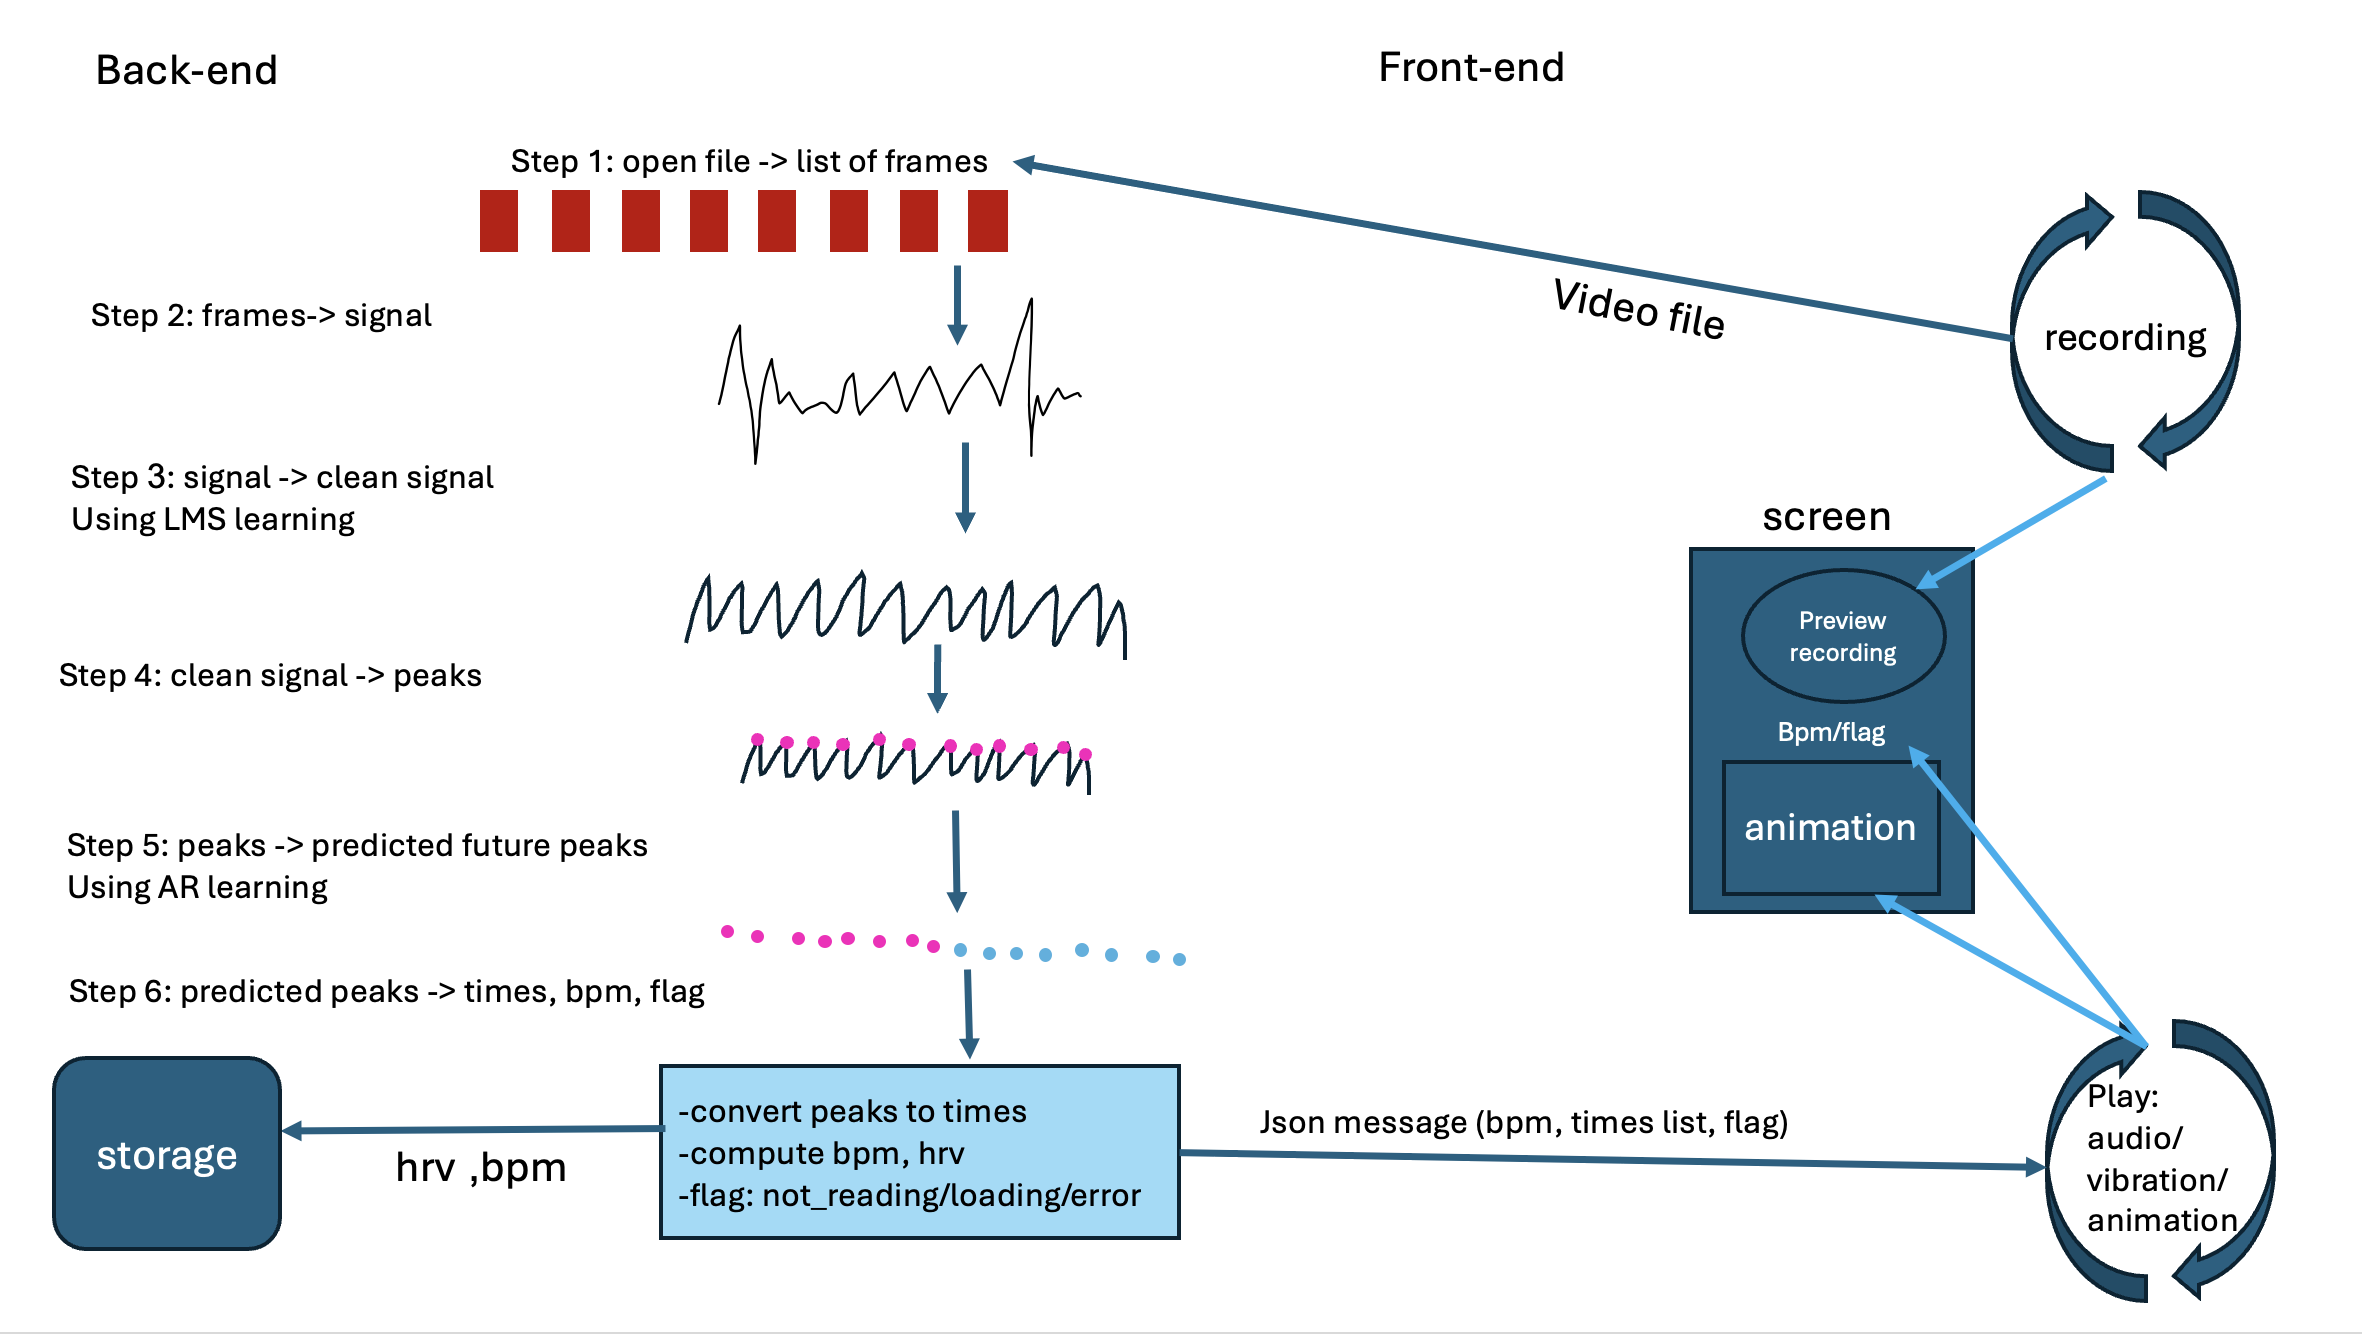 Back-end
Front-end
Step 1: open file -> list of frames
Step 2: frames-> signal
Video file
recording
Step 3: signal -> clean signal
Using LMS learning
screen
Preview
recording
Step 4: clean signal -> peaks
Bpm/flag
animation
Step 5: peaks -> predicted future peaks
Using AR learning
Step 6: predicted peaks -> times, bpm, flag
storage
hrv ,bpm
-convert peaks to times
-compute bpm, hrv
-flag: not_reading/loading/error
Json message (bpm, times list, flag)
Play:
audio/
vibration/
animation